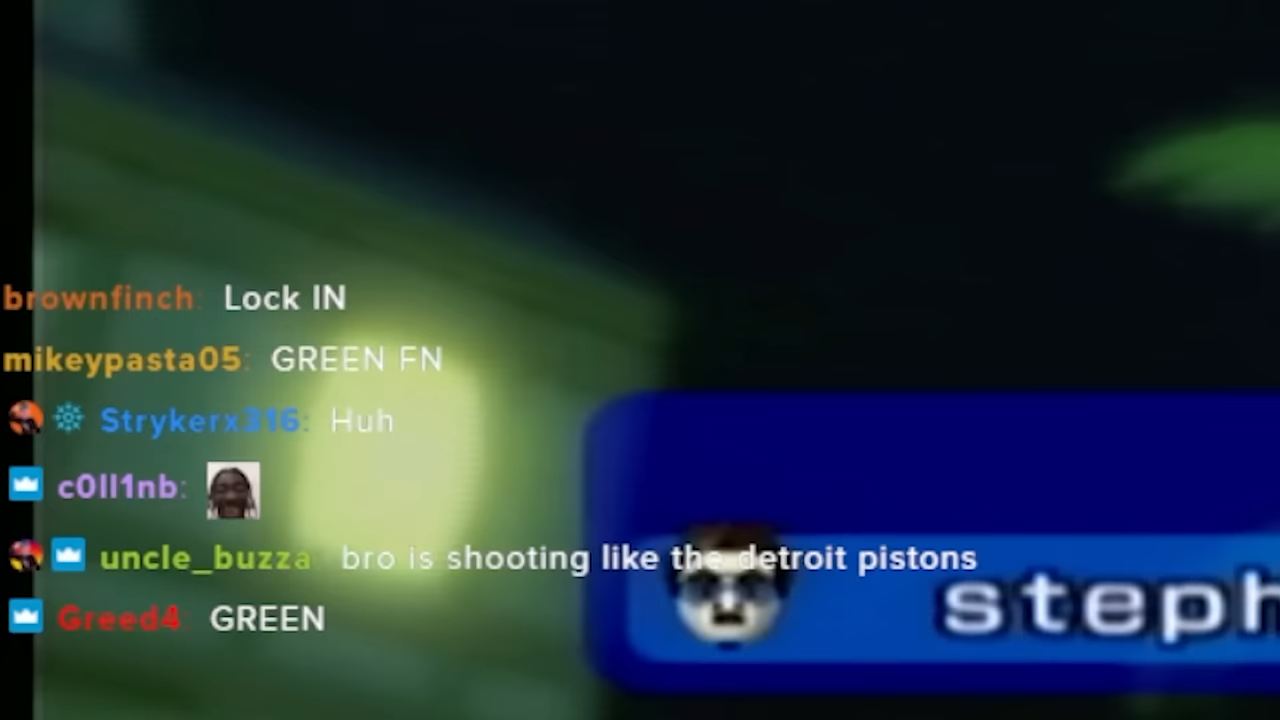 brownfinch: Lock IN
mikeypasta05: GREEN FN
Strykerx316: Huh
c0ll1nb:
uncle_buzza: bro is shooting like the detroit pistons
steph
Greed4: GREEN